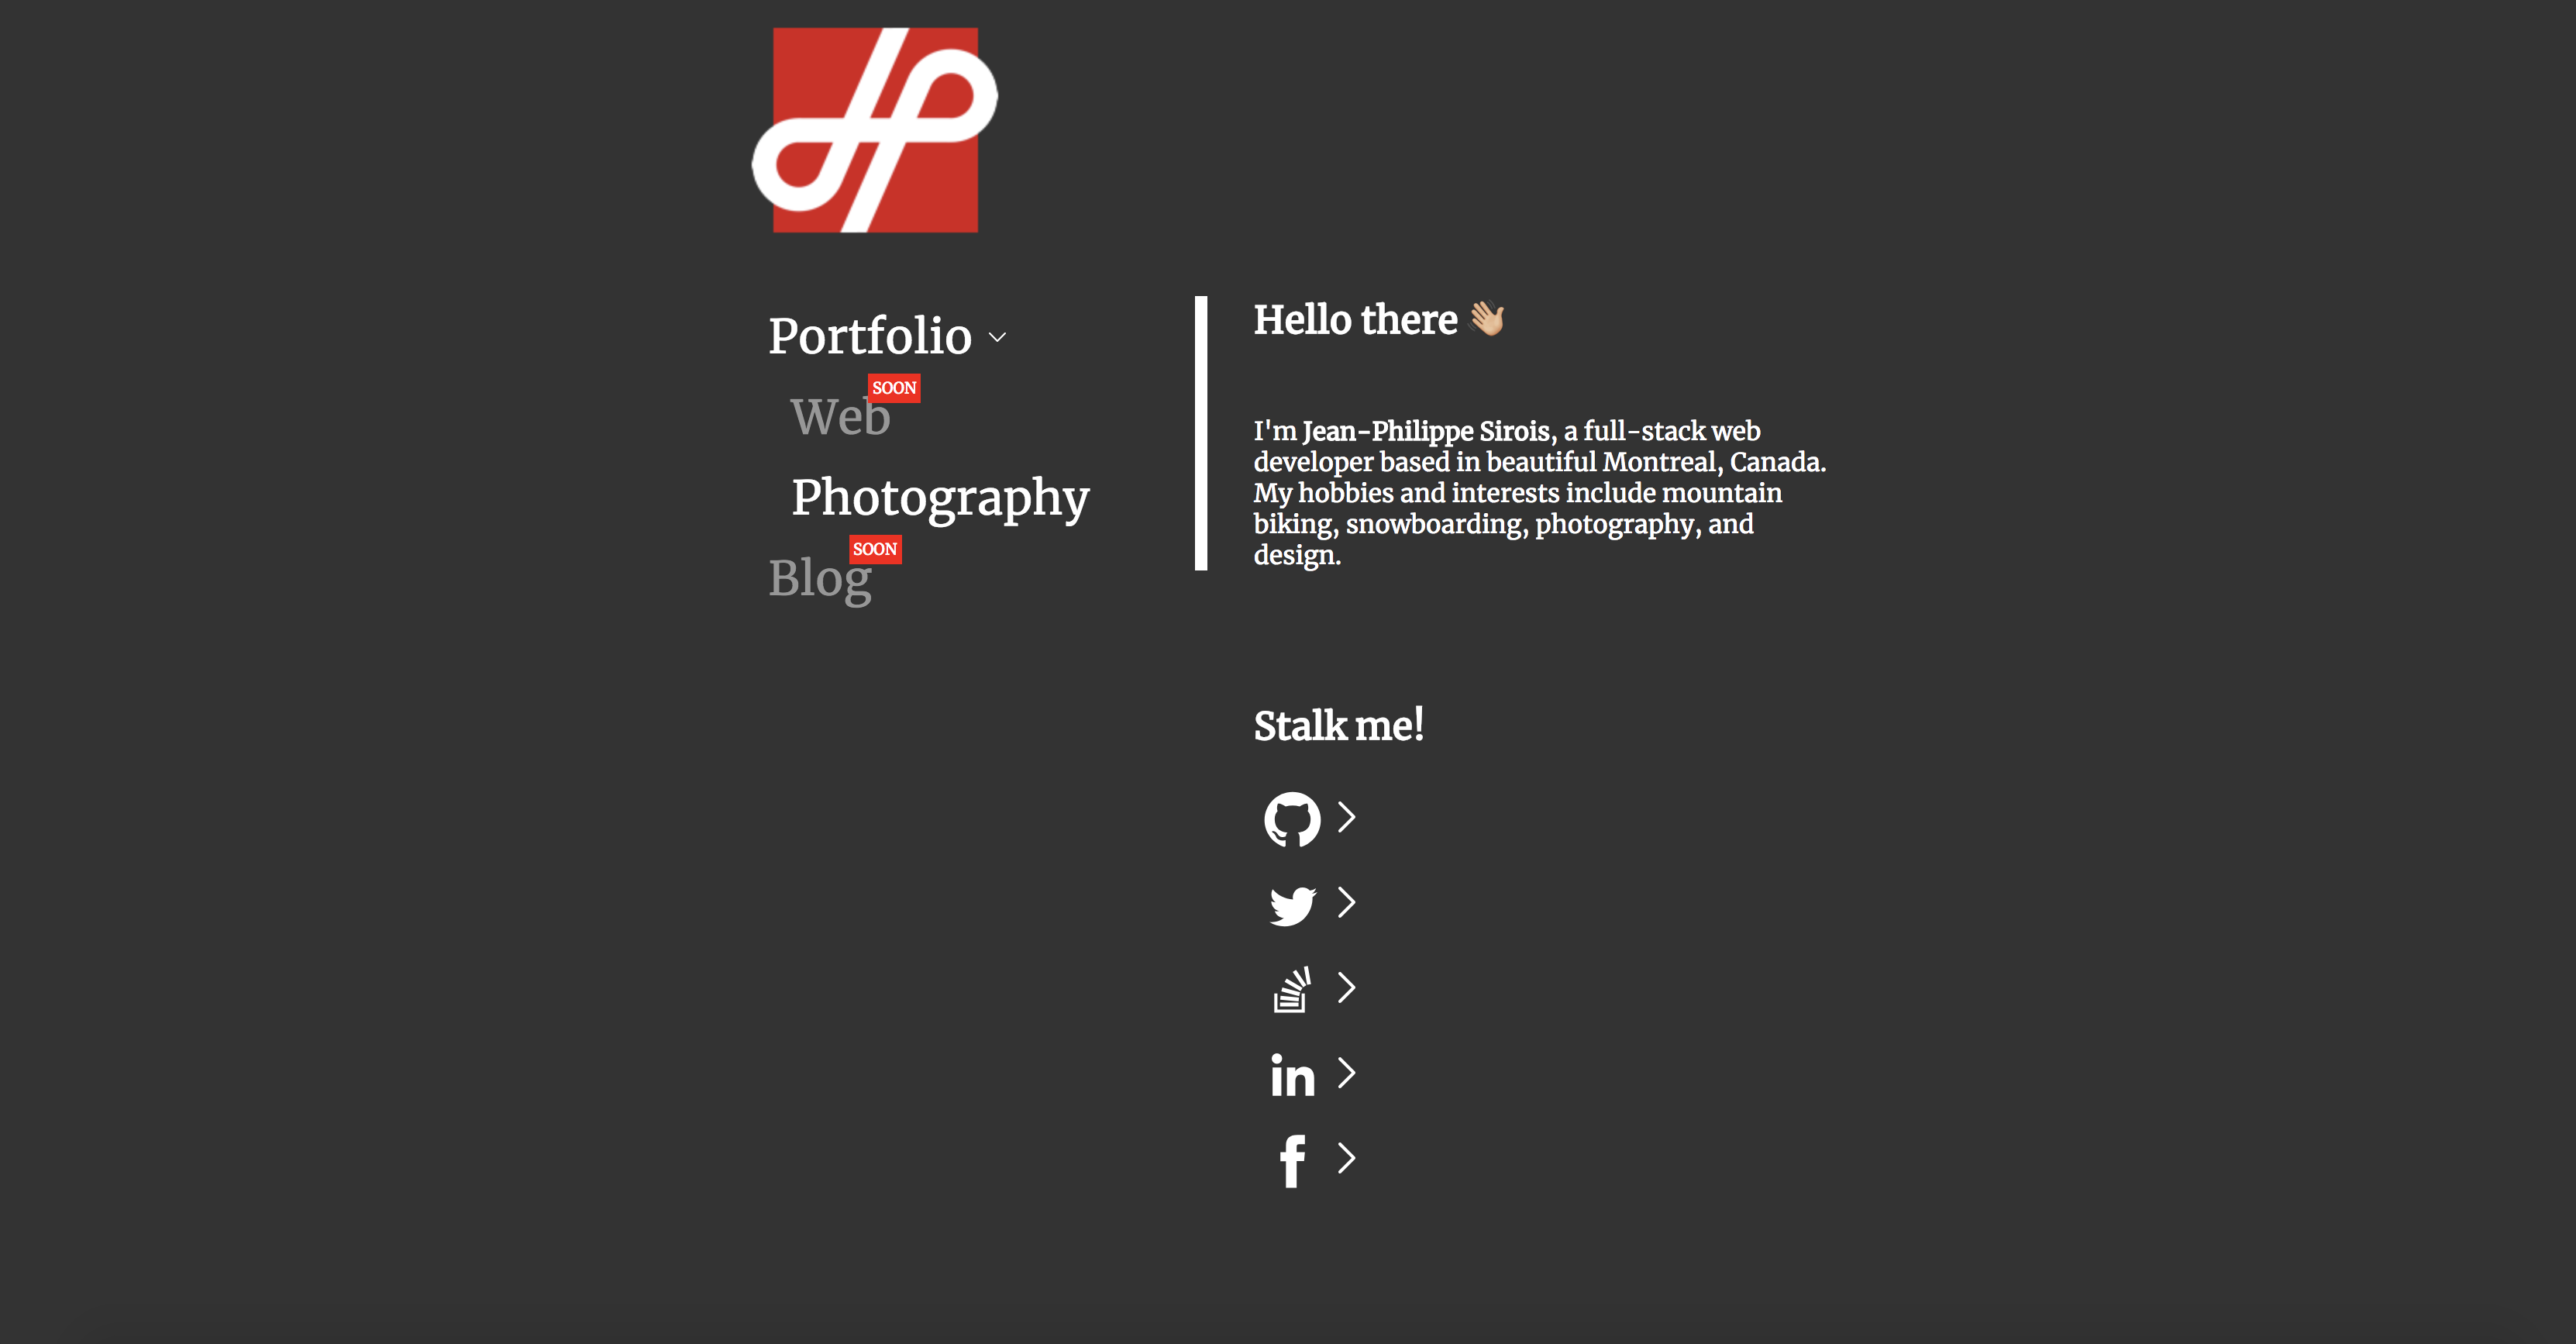 Portfolio
SOON
Web
Photography
SOON
Blog
Hello there 👋🏼
I'm Jean-Philippe Sirois, a full-stack web
developer based in beautiful Montreal, Canada.
My hobbies and interests include mountain
biking, snowboarding, photography, and
design.
Stalk me!
in
f